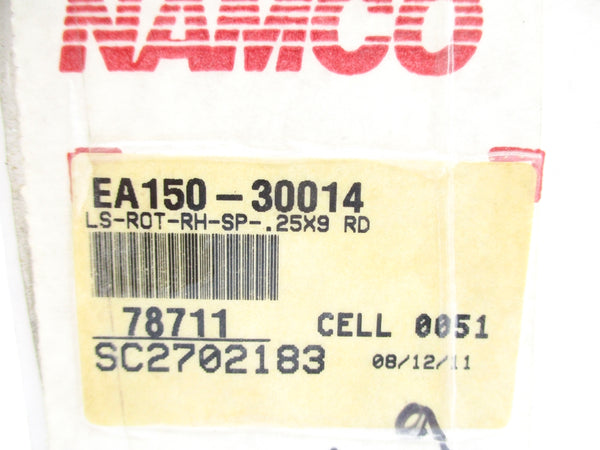 NAMCO
EA150-30014
LS-ROT-RH-SP-.25X9 RD
78711 CELL 0051
SC2702183 08/12/11